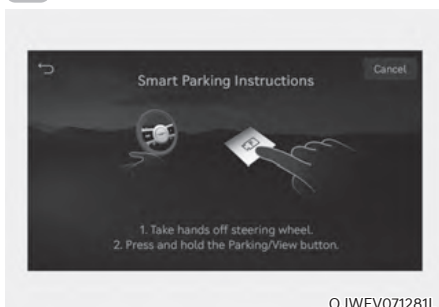 Smart Parking Instructions
Cancel
1. Take hands off steering wheel.
2. Press and hold the Parking/View button.
OJWEV071281L